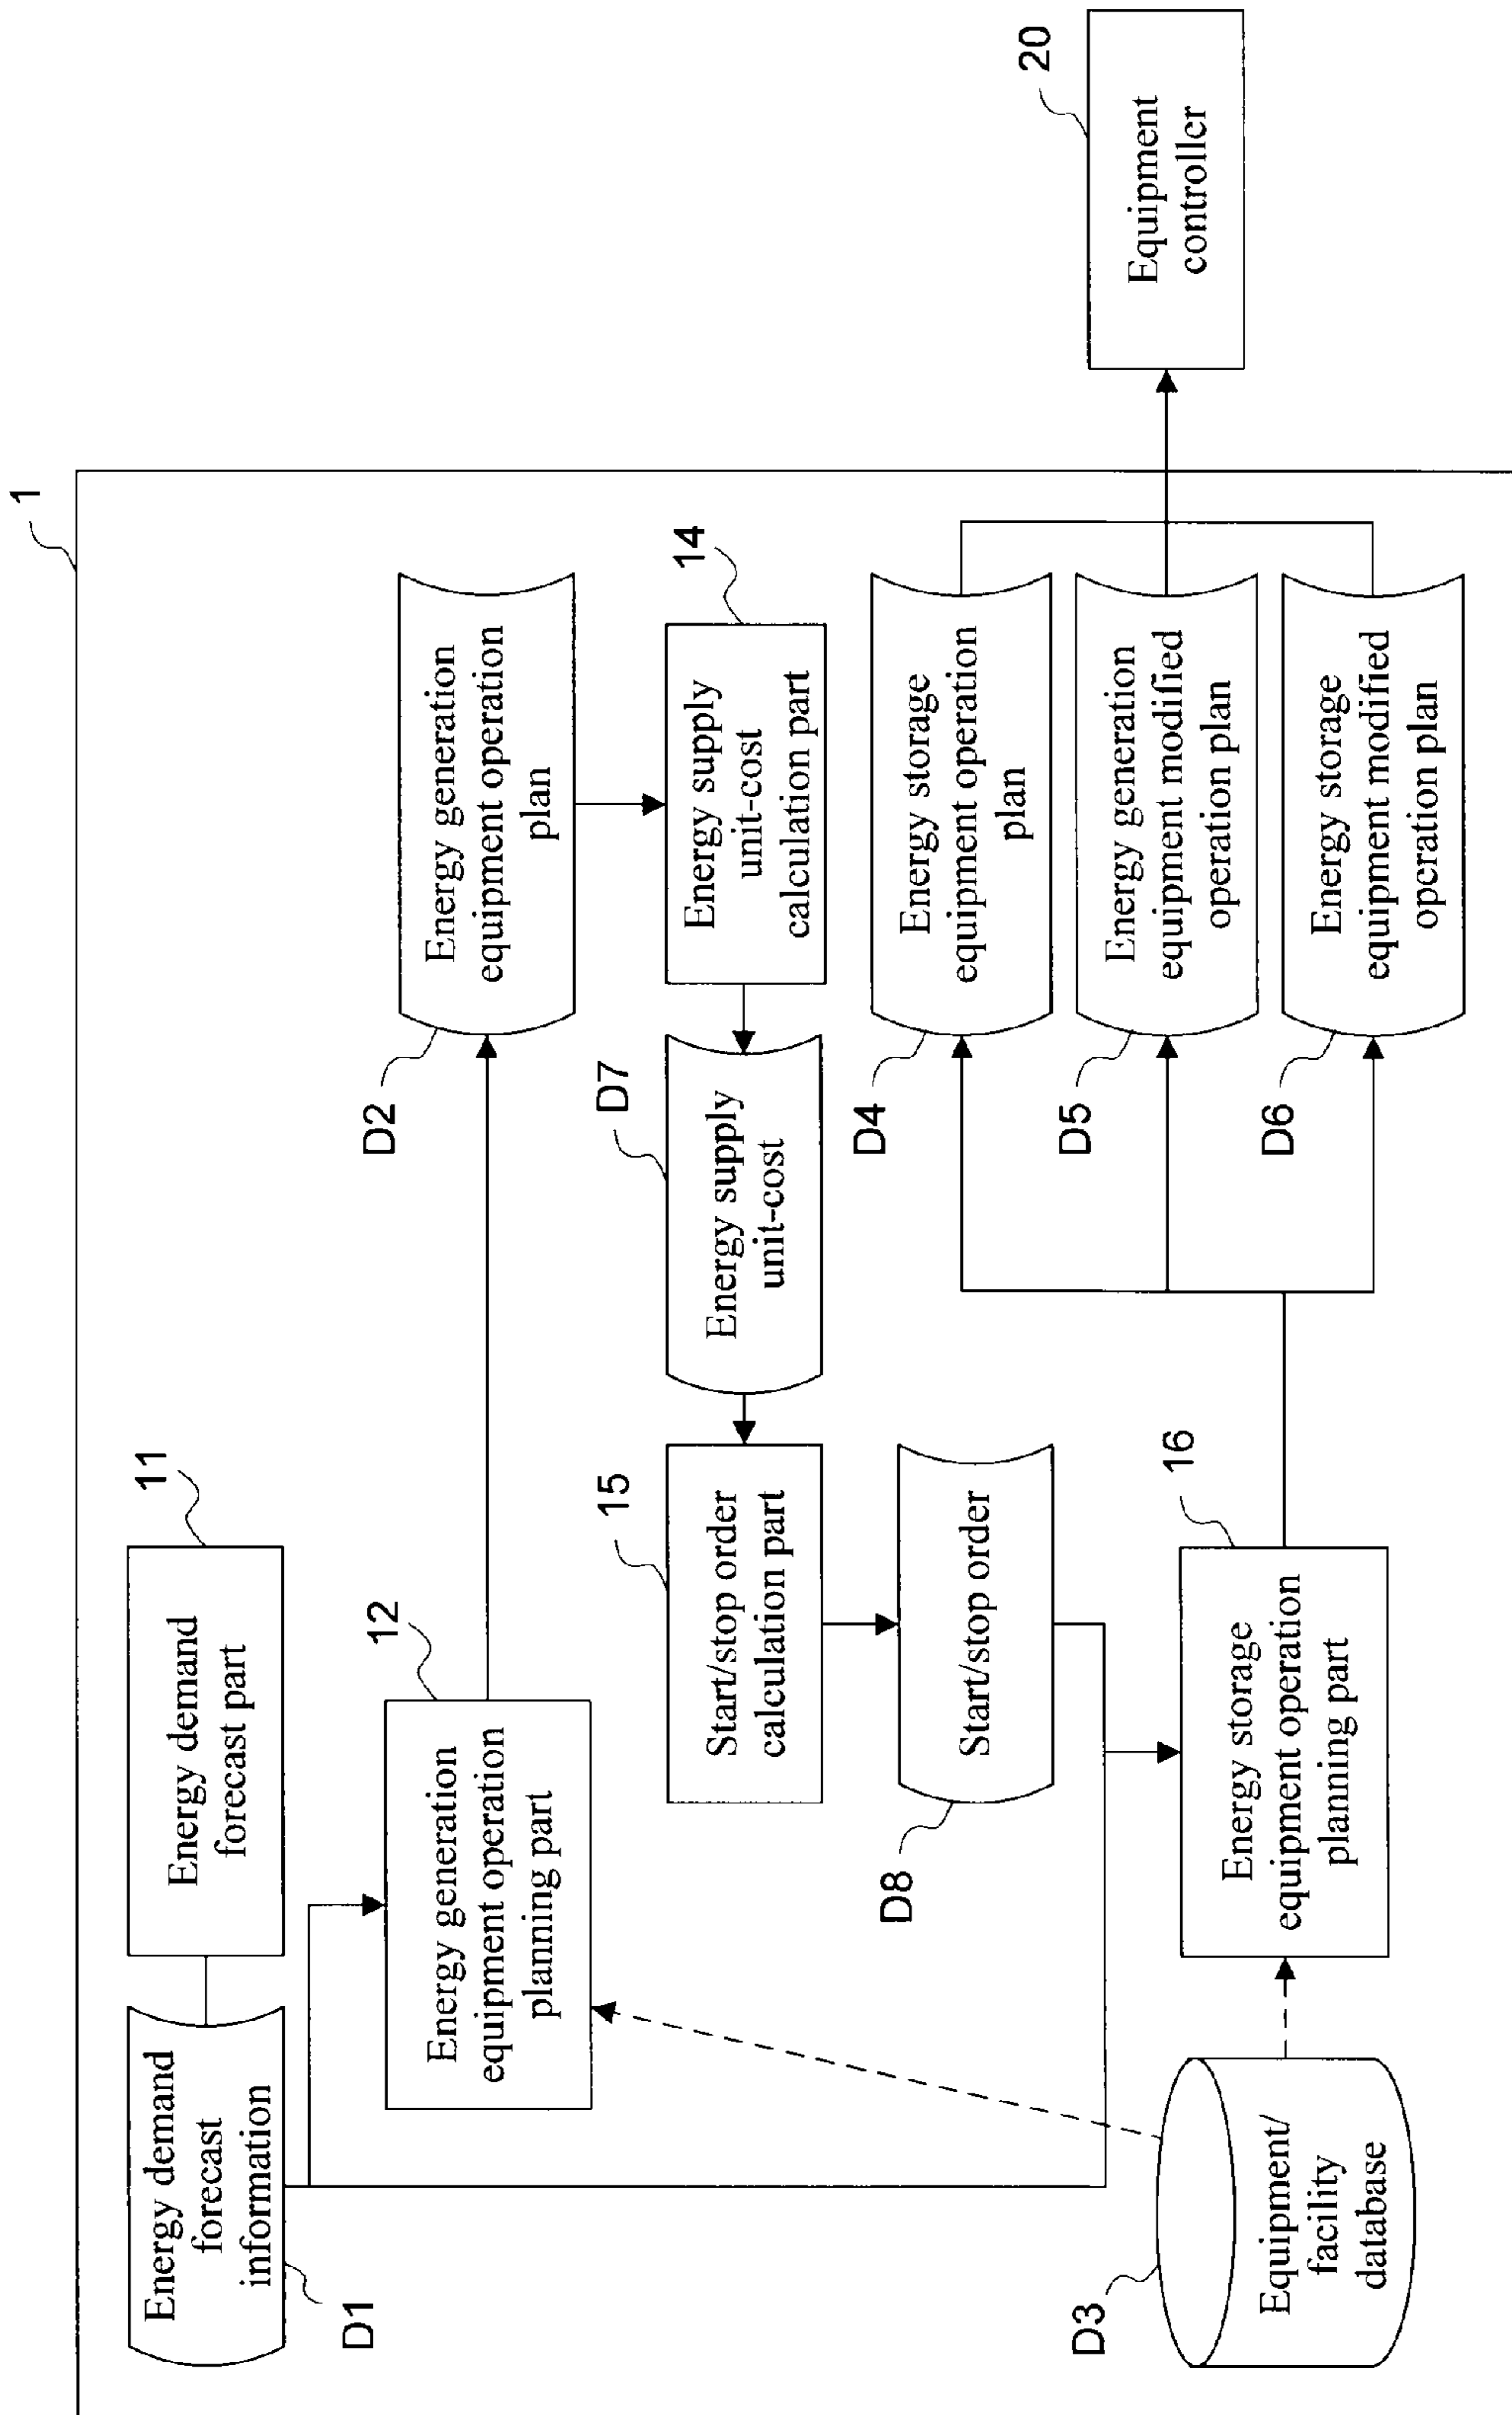 1
Energy demand
forecast
information
D1
Energy demand
forecast part
11
Energy generation
equipment operation
planning part
12
D2
Energy generation
equipment operation
plan
15
Start/stop order
calculation part
D7
Energy supply
unit-cost
Energy supply
unit-cost
calculation part
14
D8
Start/stop order
D4
Energy storage
equipment operation
plan
D5
Energy generation
equipment modified
operation plan
D6
Energy storage
equipment modified
operation plan
D3
Equipment/
facility
database
Energy storage
equipment operation
planning part
16
20
Equipment
controller